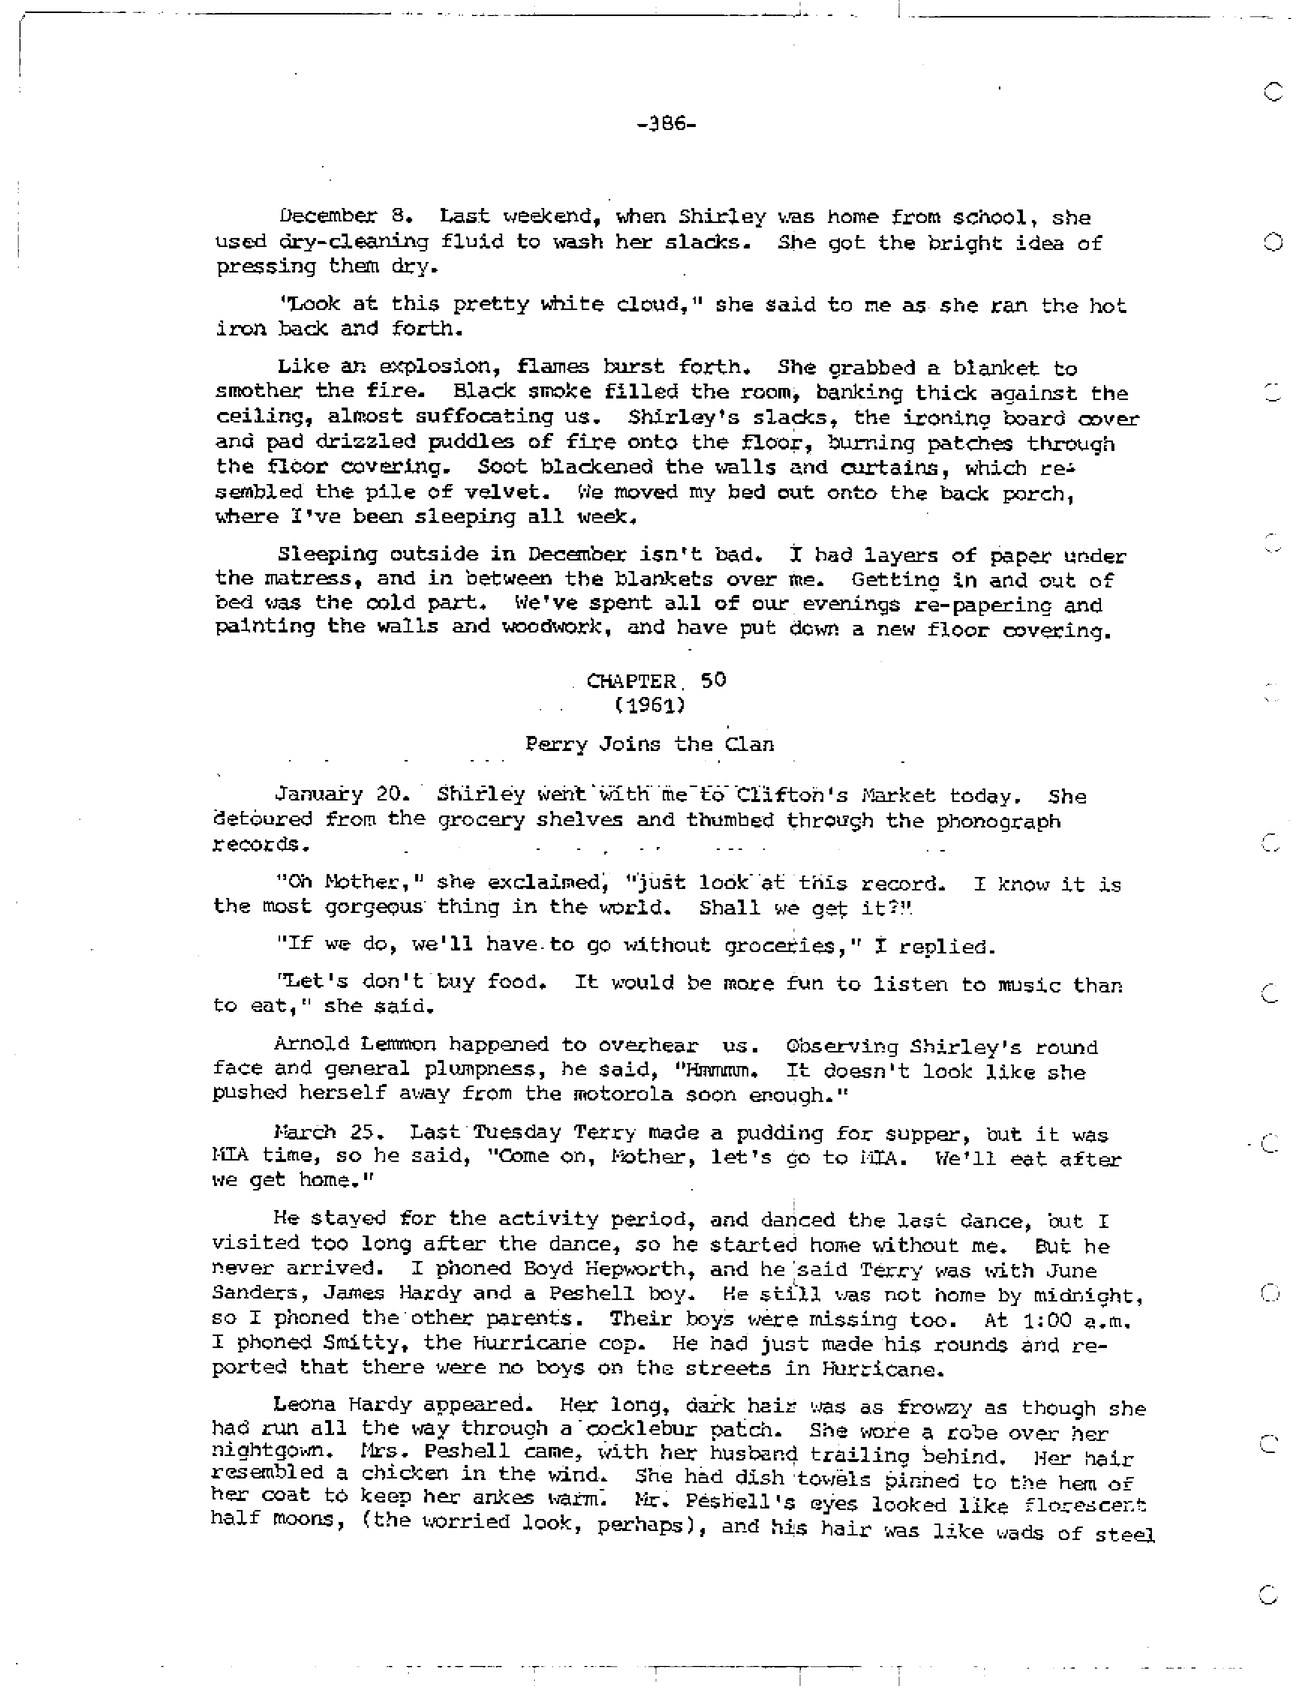 -386-
December 8. Last weekend, when Shirley was home from school, she
used dry-cleaning fluid to wash her slacks. She got the bright idea of
pressing them dry.
"Look at this pretty white cloud," she said to me as she ran the hot
iron back and forth.
Like an explosion, flames burst forth. She grabbed a blanket to
smother the fire. Black smoke filled the room, banking thick against the
ceiling, almost suffocating us. Shirley's slacks, the ironing board cover
and pad drizzled puddles of fire onto the floor, burning patches through
the floor covering. Soot blackened the walls and curtains, which re-
sembled the pile of velvet. We moved my bed out onto the back porch,
where I've been sleeping all week.
Sleeping outside in December isn't bad. I had layers of paper under
the matress, and in between the blankets over me. Getting in and out of
bed was the cold part. We've spent all of our evenings re-papering and
painting the walls and woodwork, and have put down a new floor covering.
CHAPTER 50
(1961)
Perry Joins the Clan
January 20. Shirley went with me to Clifton's Market today. She
detoured from the grocery shelves and thumbed through the phonograph
records.
"Oh Mother," she exclaimed, "just look at this record. I know it is
the most gorgeous thing in the world. Shall we get it?"
"If we do, we'll have to go without groceries," I replied.
"Let's don't buy food. It would be more fun to listen to music than
to eat," she said.
Arnold Lemmon happened to overhear us. Observing Shirley's round
face and general plumpness, he said, "Hmmmm. It doesn't look like she
pushed herself away from the motorola soon enough."
March 25. Last Tuesday Terry made a pudding for supper, but it was
MIA time, so he said, "Come on, Mother, let's go to MIA. We'll eat after
we get home."
He stayed for the activity period, and danced the last dance, but I
visited too long after the dance, so he started home without me. But he
never arrived. I phoned Boyd Hepworth, and he said Terry was with June
Sanders, James Hardy and a Peshell boy. He still was not home by midnight,
so I phoned the other parents. Their boys were missing too. At 1:00 a.m.
I phoned Smitty, the Hurricane cop. He had just made his rounds and re-
ported that there were no boys on the streets in Hurricane.
Leona Hardy appeared. Her long, dark hair was as frowzy as though she
had run all the way through a cocklebur patch. She wore a robe over her
nightgown. Mrs. Peshell came, with her husband trailing behind. Her hair
resembled a chicken in the wind. She had dish towels pinned to the hem of
her coat to keep her ankes warm. Mr. Peshell's eyes looked like florescent
half moons, (the worried look, perhaps), and his hair was like wads of steel